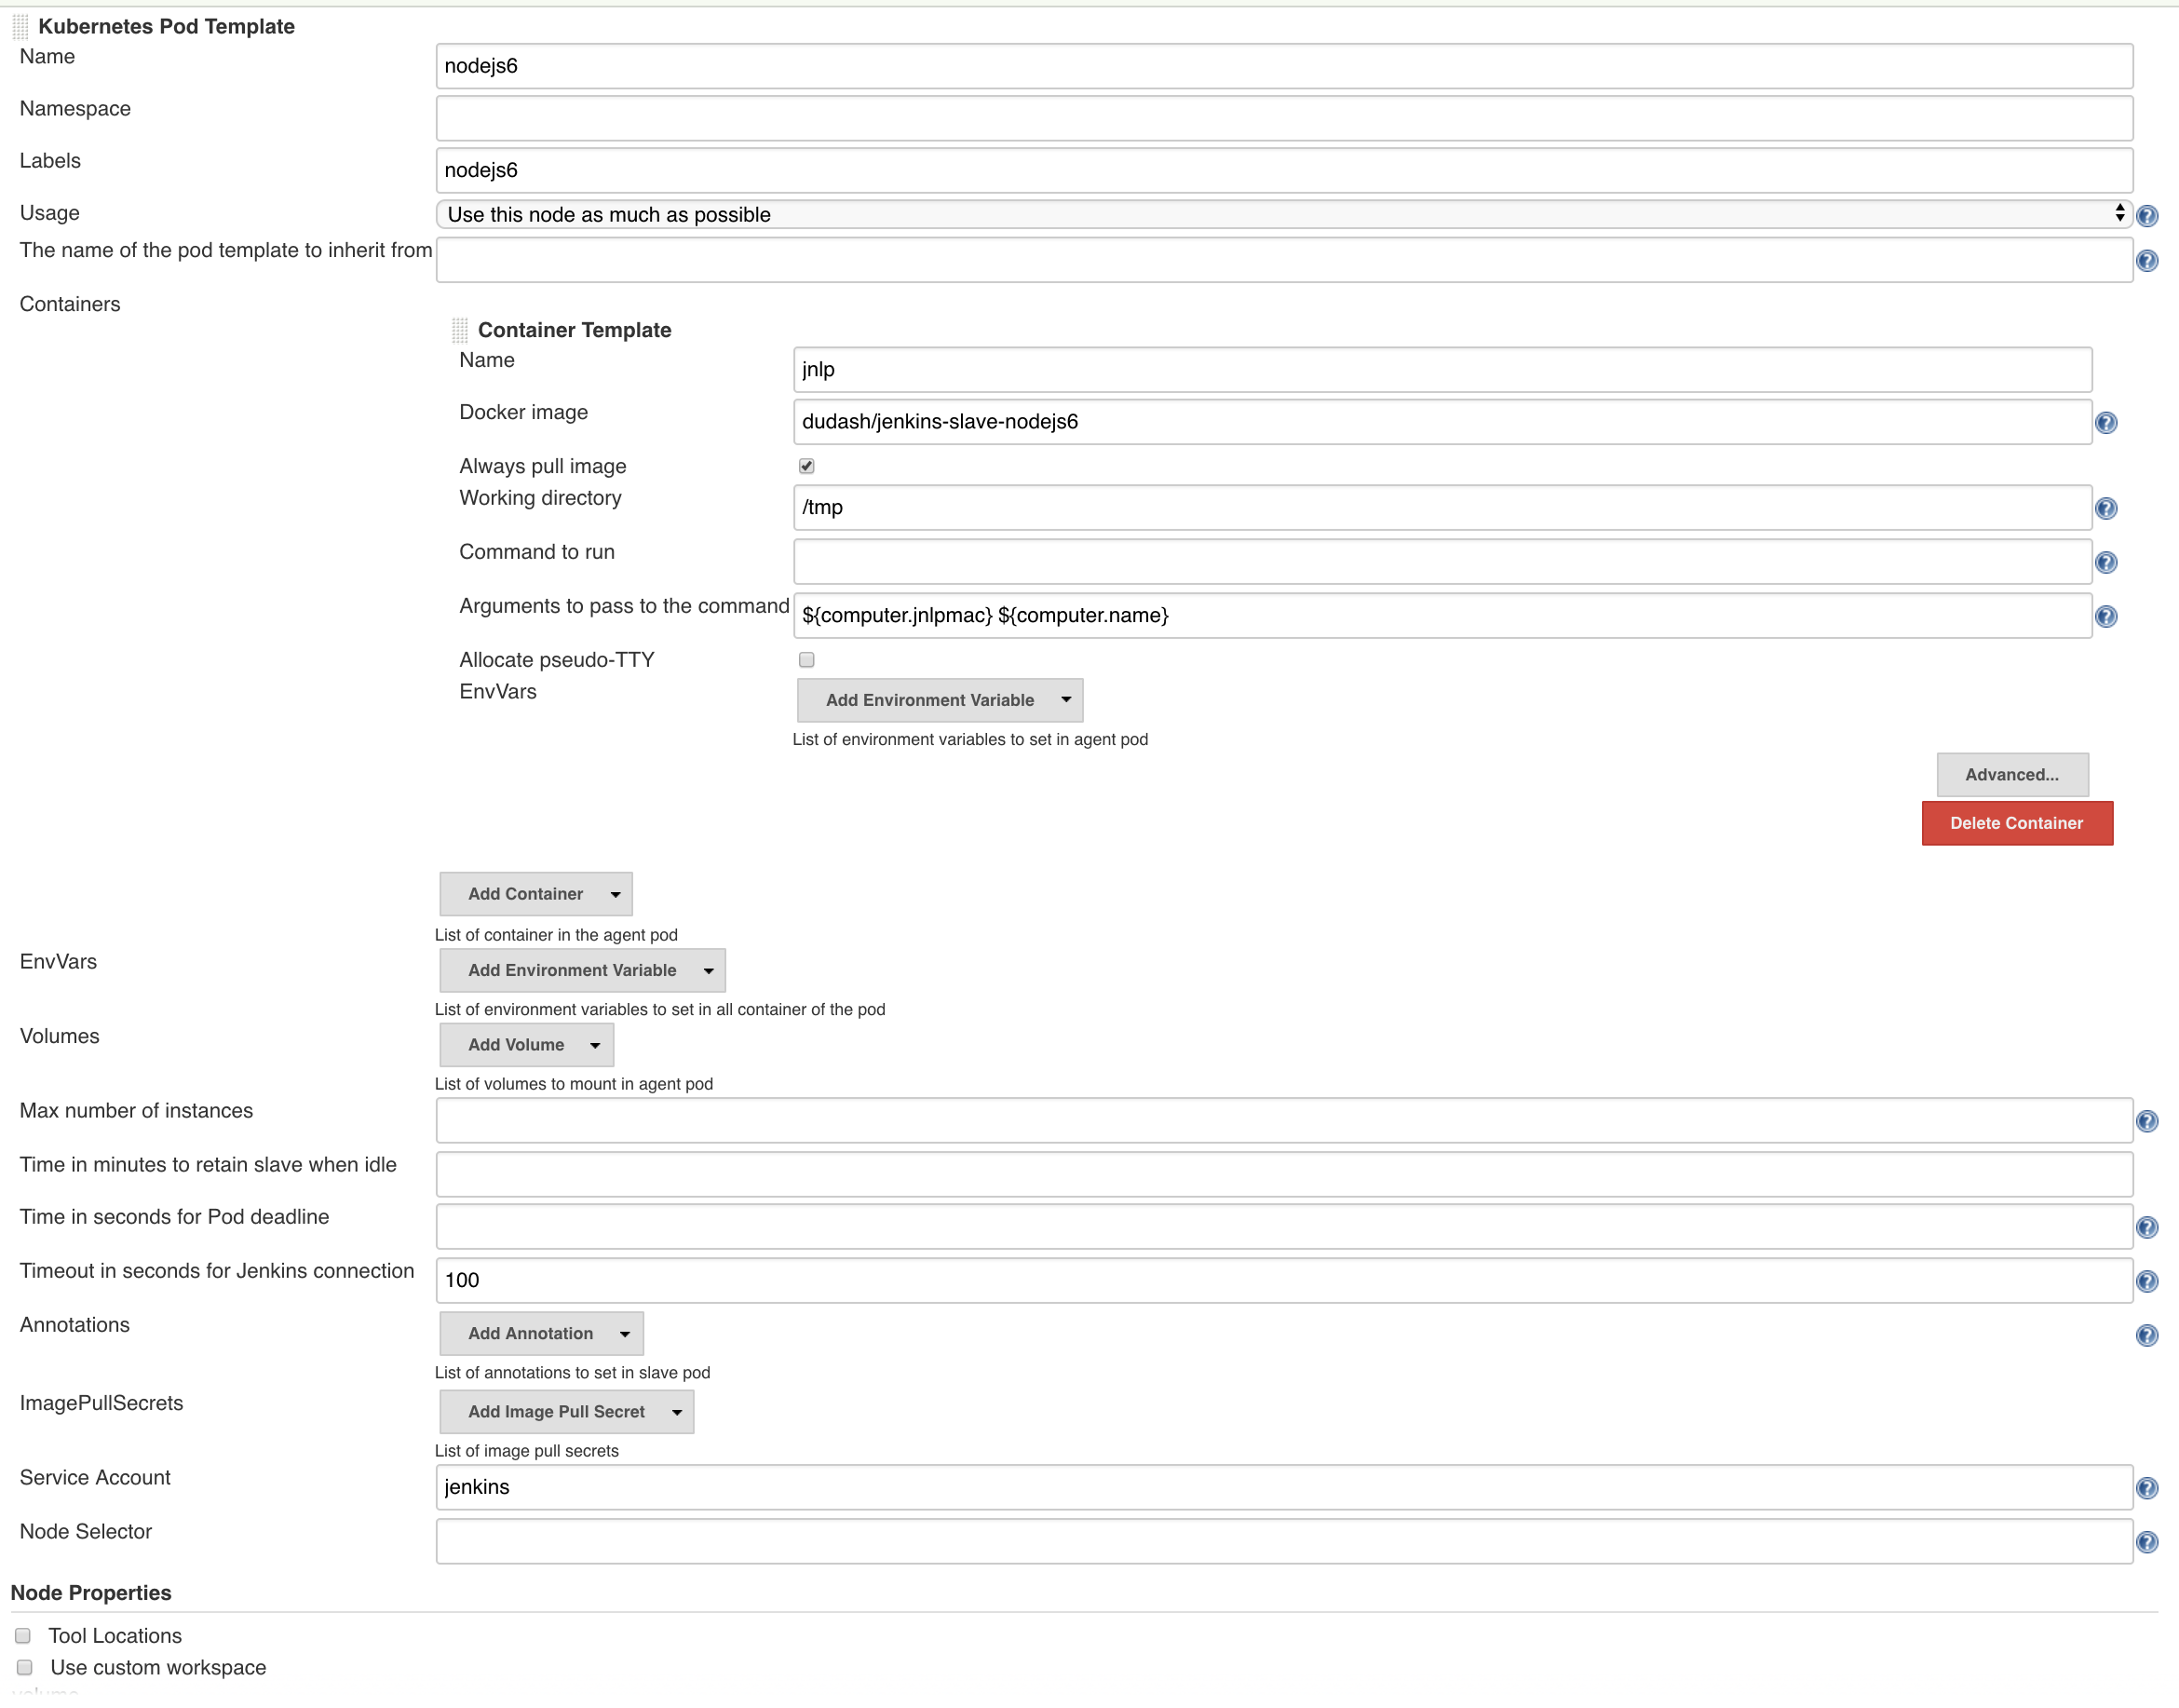 Kubernetes Pod Template
Name
nodejs6
Namespace
Labels
nodejs6
Usage
Use this node as much as possible
The name of the pod template to inherit from
Containers
Container Template
Name
jnlp
Docker image
dudash/jenkins-slave-nodejs6
Always pull image
Working directory
/tmp
Command to run
Arguments to pass to the command
${computer.jnlpmac} ${computer.name}
Allocate pseudo-TTY
EnvVars
Add Environment Variable
List of environment variables to set in agent pod
Advanced...
Delete Container
Add Container
List of container in the agent pod
EnvVars
Add Environment Variable
List of environment variables to set in all container of the pod
Volumes
Add Volume
List of volumes to mount in agent pod
Max number of instances
Time in minutes to retain slave when idle
Time in seconds for Pod deadline
Timeout in seconds for Jenkins connection
100
Annotations
Add Annotation
List of annotations to set in slave pod
ImagePullSecrets
Add Image Pull Secret
List of image pull secrets
Service Account
jenkins
Node Selector
Node Properties
Tool Locations
Use custom workspace